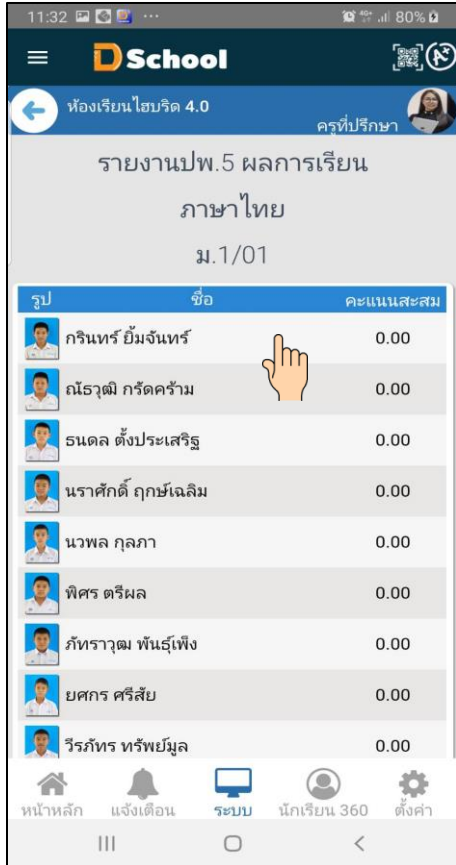 11:32 ... 4G+ 80%
DSchool A+
ห้องเรียนไฮบริด 4.0
ครูที่ปรึกษา
รายงานปพ.5 ผลการเรียน
ภาษาไทย
ม.1/01
รูป ชื่อ คะแนนสะสม
กรินทร์ ยิ้มจันทร์ 0.00
ณัธวุฒิ กรัดคร้าม 0.00
ธนดล ตั้งประเสริฐ 0.00
นราศักดิ์ ฤกษ์เฉลิม 0.00
นวพล กุลภา 0.00
พิศร ตรีผล 0.00
ภัทราวุฒ พันธุ์เพ็ง 0.00
ยศกร ศรีสัย 0.00
วีรภัทร ทรัพย์มูล 0.00
หน้าหลัก แจ้งเตือน ระบบ นักเรียน 360 ตั้งค่า